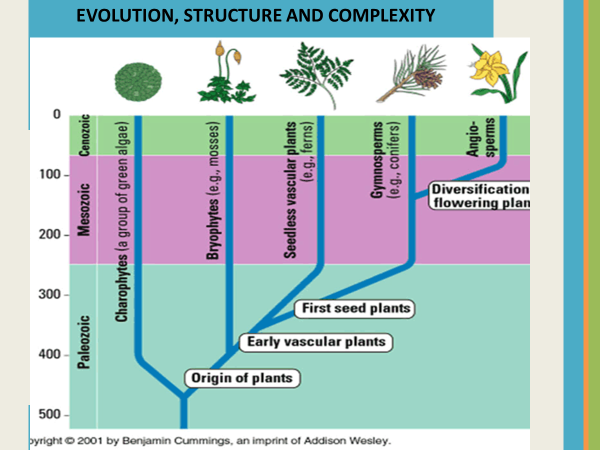 EVOLUTION, STRUCTURE AND COMPLEXITY
0
100
200
300
400
500
Cenozoic
Mesozoic
Paleozoic
Charophytes (a group of green algae)
Bryophytes (e.g., mosses)
Seedless vascular plants
(e.g., ferns)
Gymnosperms
(e.g., conifers)
Angio-
sperms
Diversification
flowering plan
First seed plants
Early vascular plants
Origin of plants
pyright © 2001 by Benjamin Cummings, an imprint of Addison Wesley.